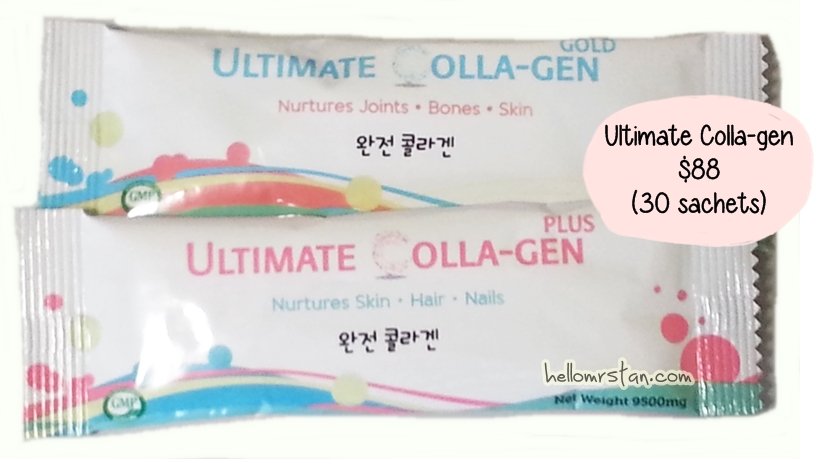 GOLD
ULTIMATE COLLA-GEN
Nurtures Joints • Bones • Skin
완전 콜라겐
GMP
Ultimate Colla-gen
$88
(30 sachets)
PLUS
ULTIMATE COLLA-GEN
Nurtures Skin • Hair • Nails
완전 콜라겐
GMP
hellomrstan.com
Net Weight 9500mg